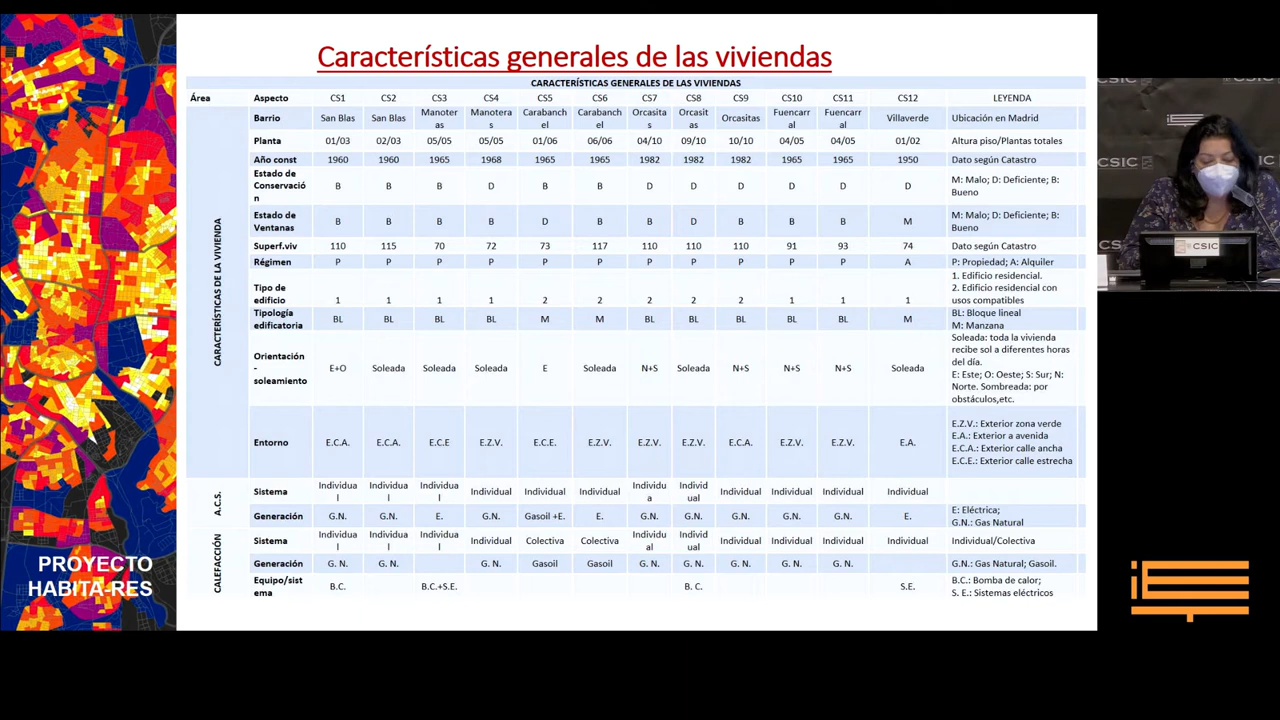 Características generales de las viviendas
CARACTERÍSTICAS GENERALES DE LAS VIVIENDAS
Área Aspecto CS1 CS2 CS3 CS4 CS5 CS6 CS7 CS8 CS9 CS10 CS11 CS12 LEYENDA
CARACTERÍSTICAS DE LA VIVIENDA
Barrio San Blas San Blas Manoter as Manotera s Carabanch el Carabanch el Orcasita s Orcasit as Orcasitas Fuencarr al Fuencarr al Villaverde Ubicación en Madrid
Planta 01/03 02/03 05/05 05/05 01/06 06/06 04/10 09/10 10/10 04/05 04/05 01/02 Altura piso/Plantas totales
Año const 1960 1960 1965 1968 1965 1965 1982 1982 1982 1965 1965 1950 Dato según Catastro
Estado de
Conservació
n B B B D B B D D D D D D M: Malo; D: Deficiente; B:
Bueno
Estado de
Ventanas B B B B D B B D B B B M M: Malo; D: Deficiente; B:
Bueno
Superf.viv 110 115 70 72 73 117 110 110 110 91 93 74 Dato según Catastro
Régimen P P P P P P P P P P P A P: Propiedad; A: Alquiler
Tipo de
edificio 1 1 1 1 2 2 2 2 2 1 1 1 1. Edificio residencial.
2. Edificio residencial con
usos compatibles
Tipología
edificatoria BL BL BL BL M M BL BL BL BL BL M BL: Bloque lineal
M: Manzana
Orientación
-
soleamiento E+O Soleada Soleada Soleada E Soleada N+S Soleada N+S N+S N+S Soleada Soleada: toda la vivienda
recibe sol a diferentes horas
del día.
E: Este; O: Oeste; S: Sur; N:
Norte. Sombreada: por
obstáculos,etc.
Entorno E.C.A. E.C.A. E.C.E E.Z.V. E.C.E. E.Z.V. E.Z.V. E.Z.V. E.C.A. E.Z.V. E.Z.V. E.A. E.Z.V.: Exterior zona verde
E.A.: Exterior a avenida
E.C.A.: Exterior calle ancha
E.C.E.: Exterior calle estrecha
A.C.S.
Sistema Individua l Individua l Individua l Individual Individual Individual Individu a Individ ual Individual Individual Individual Individual
Generación G.N. G.N. E. G.N. Gasoil +E. E. G.N. G.N. G.N. G.N. G.N. E. E: Eléctrica;
G.N.: Gas Natural
CALEFACCIÓN
Sistema Individua l Individua l Individua l Individual Colectiva Colectiva Individu al Individ ual Individual Individual Individual Individual Individual/Colectiva
Generación G. N. G. N. G. N. Gasoil Gasoil G. N. G. N. G. N. G. N. G. N. G.N.: Gas Natural; Gasoil.
Equipo/sist
ema B.C. B.C.+S.E. B. C. S.E. B.C.: Bomba de calor;
S. E.: Sistemas eléctricos
PROYECTO
HABITA-RES
CSIC
CSIC
CSIC
CSIC